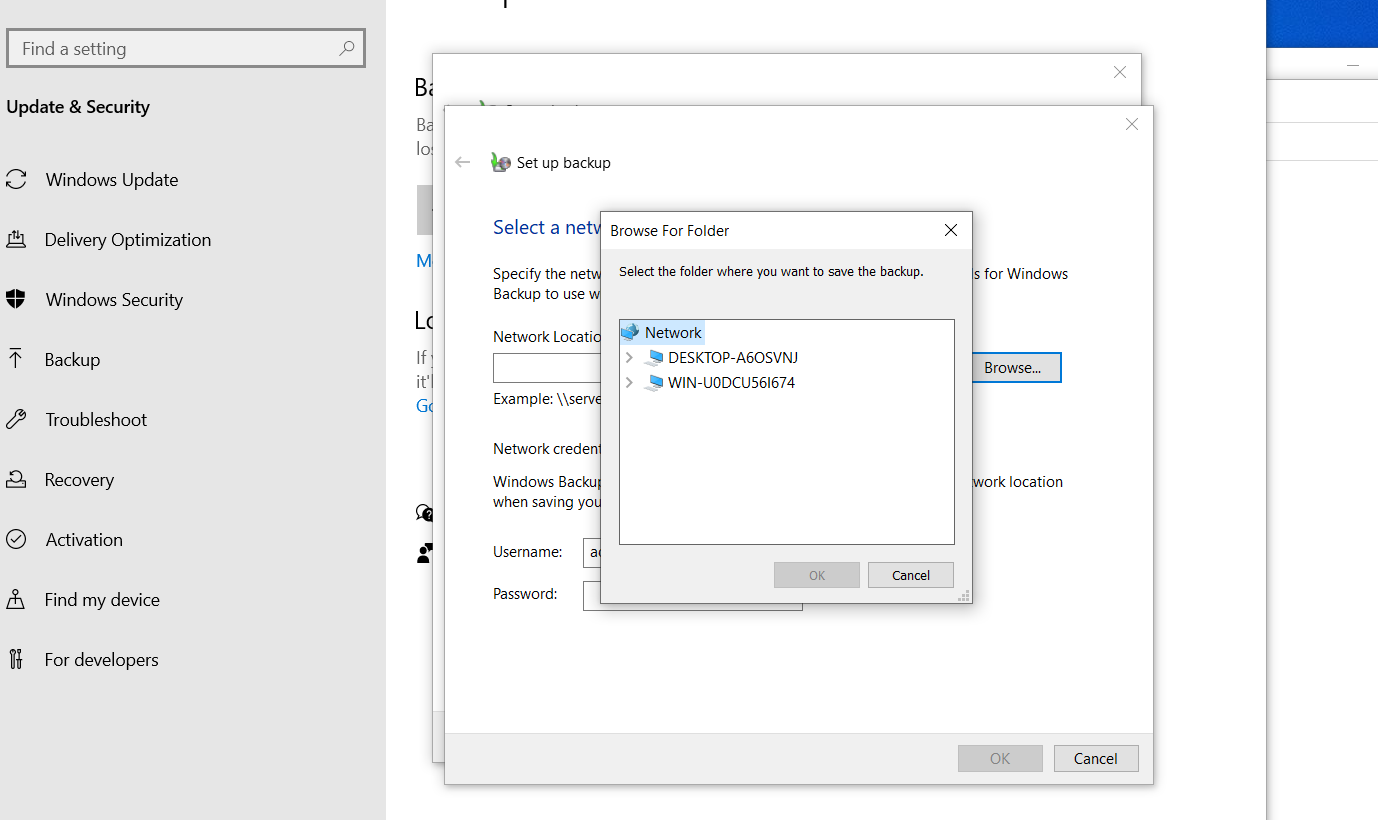 Find a setting
Update & Security
Windows Update
Delivery Optimization
Windows Security
Backup
Troubleshoot
Recovery
Activation
Find my device
For developers
Set up backup
Select a netw
Specify the netw
s for Windows
Backup to use w
Network Locatio
Browse...
Example: \\serve
Network credent
Windows Backup
work location
when saving you
Username:
Password:
OK
Cancel
Browse For Folder
Select the folder where you want to save the backup.
Network
DESKTOP-A6OSVNJ
WIN-U0DCU56I674
OK
Cancel